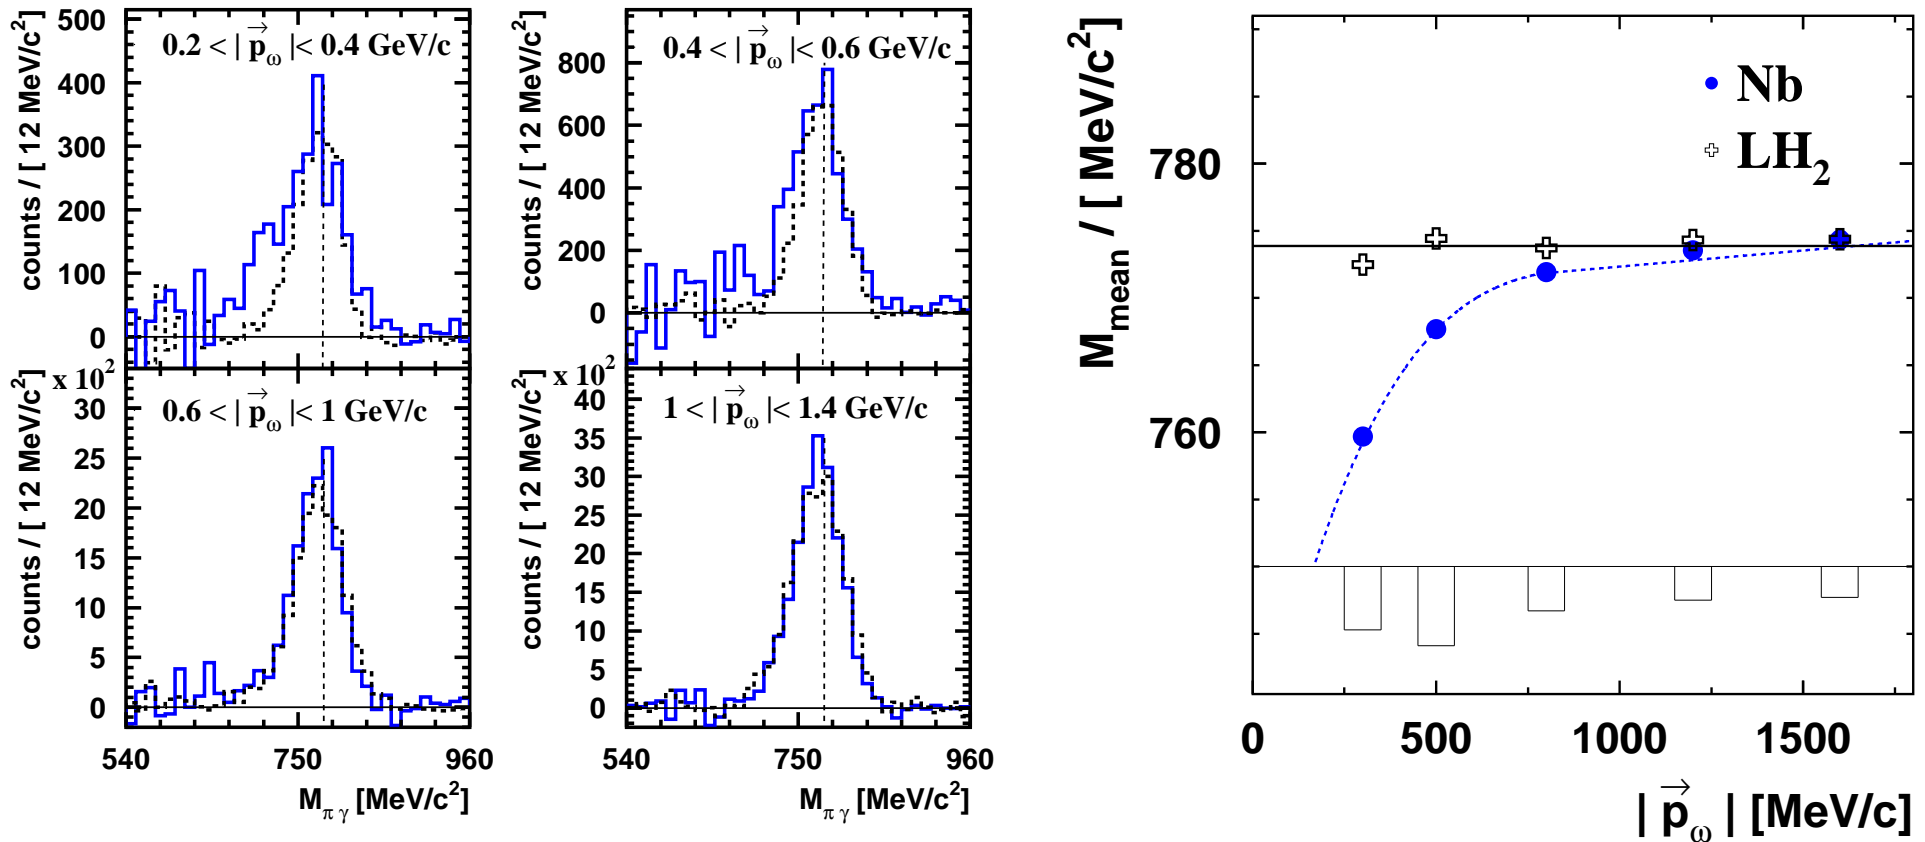 counts / [ 12 MeV/c²]
500
400
300
200
100
0
0.2 < | p⃗ω |< 0.4 GeV/c
counts / [ 12 MeV/c²]
800
600
400
200
0
0.4 < | p⃗ω |< 0.6 GeV/c
counts / [ 12 MeV/c²]
x 10²
30
25
20
15
10
5
0
0.6 < | p⃗ω |< 1 GeV/c
540
750
960
Mπγ [MeV/c²]
counts / [ 12 MeV/c²]
x 10²
40
35
30
25
20
15
10
5
0
1 < | p⃗ω |< 1.4 GeV/c
540
750
960
Mπγ [MeV/c²]
Mmean / [ MeV/c²]
780
760
Nb
LH₂
0
500
1000
1500
| p⃗ω | [MeV/c]